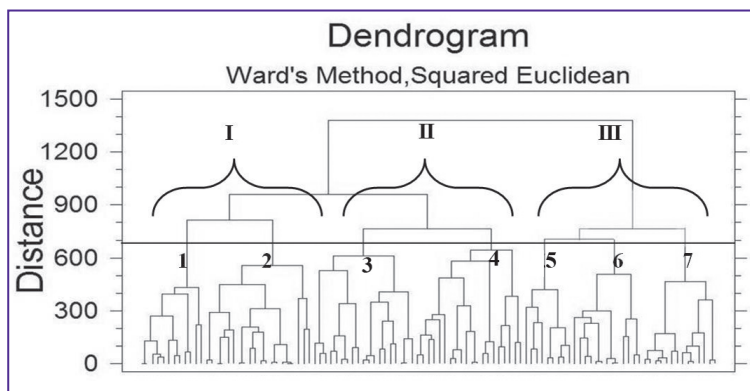 Dendrogram
Ward's Method,Squared Euclidean
1500
1200
900
600
300
0
Distance
I
II
III
1
2
3
4
5
6
7